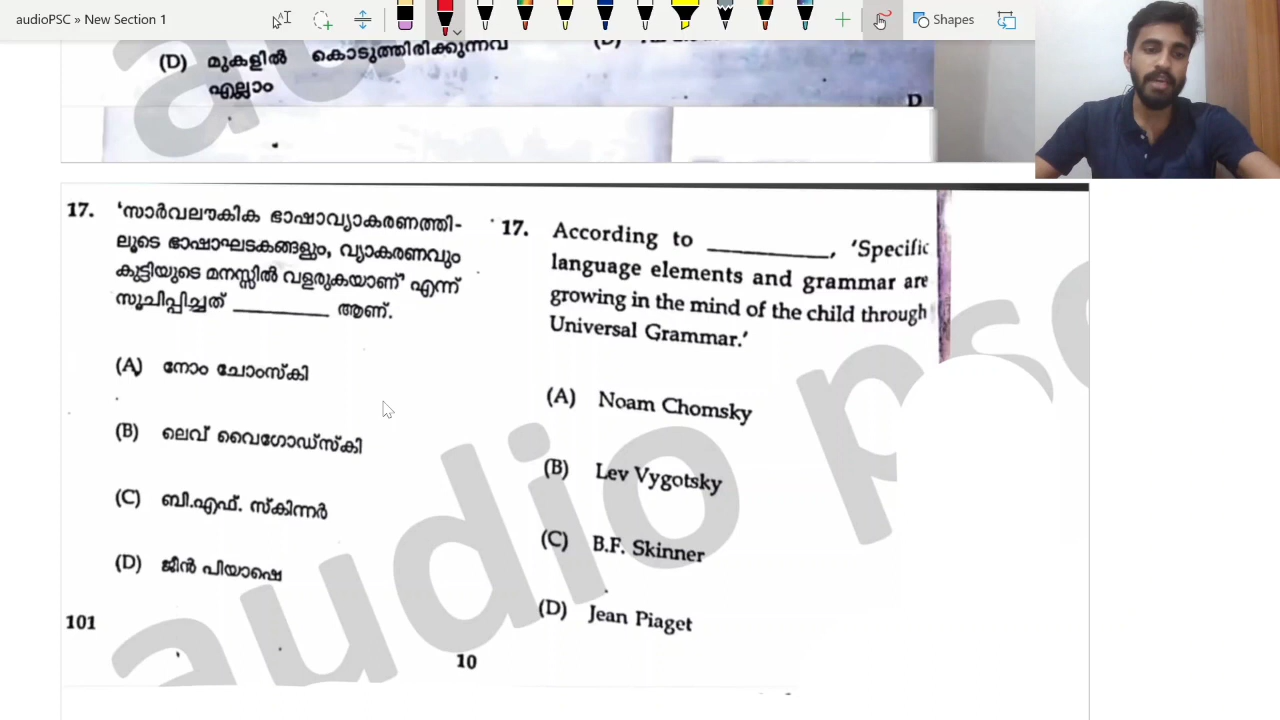 audioPSC » New Section 1
Shapes
(D) മുകളിൽ കൊടുത്തിരിക്കുന്നവ
എല്ലാം
(D)
D
17. 'സാർവലൗകിക ഭാഷാവ്യാകരണത്തി-
ലൂടെ ഭാഷാഘടകങ്ങളും, വ്യാകരണവും
കുട്ടിയുടെ മനസ്സിൽ വളരുകയാണ്' എന്ന്
സൂചിപ്പിച്ചത് __________ ആണ്.
(A) നോം ചോംസ്കി
(B) ലെവ് വൈഗോഡ്സ്കി
(C) ബി.എഫ്. സ്കിന്നർ
(D) ജീൻ പിയാഷെ
101
17. According to __________, 'Specific
language elements and grammar are
growing in the mind of the child through
Universal Grammar.'
(A) Noam Chomsky
(B) Lev Vygotsky
(C) B.F. Skinner
(D) Jean Piaget
10
audio psc